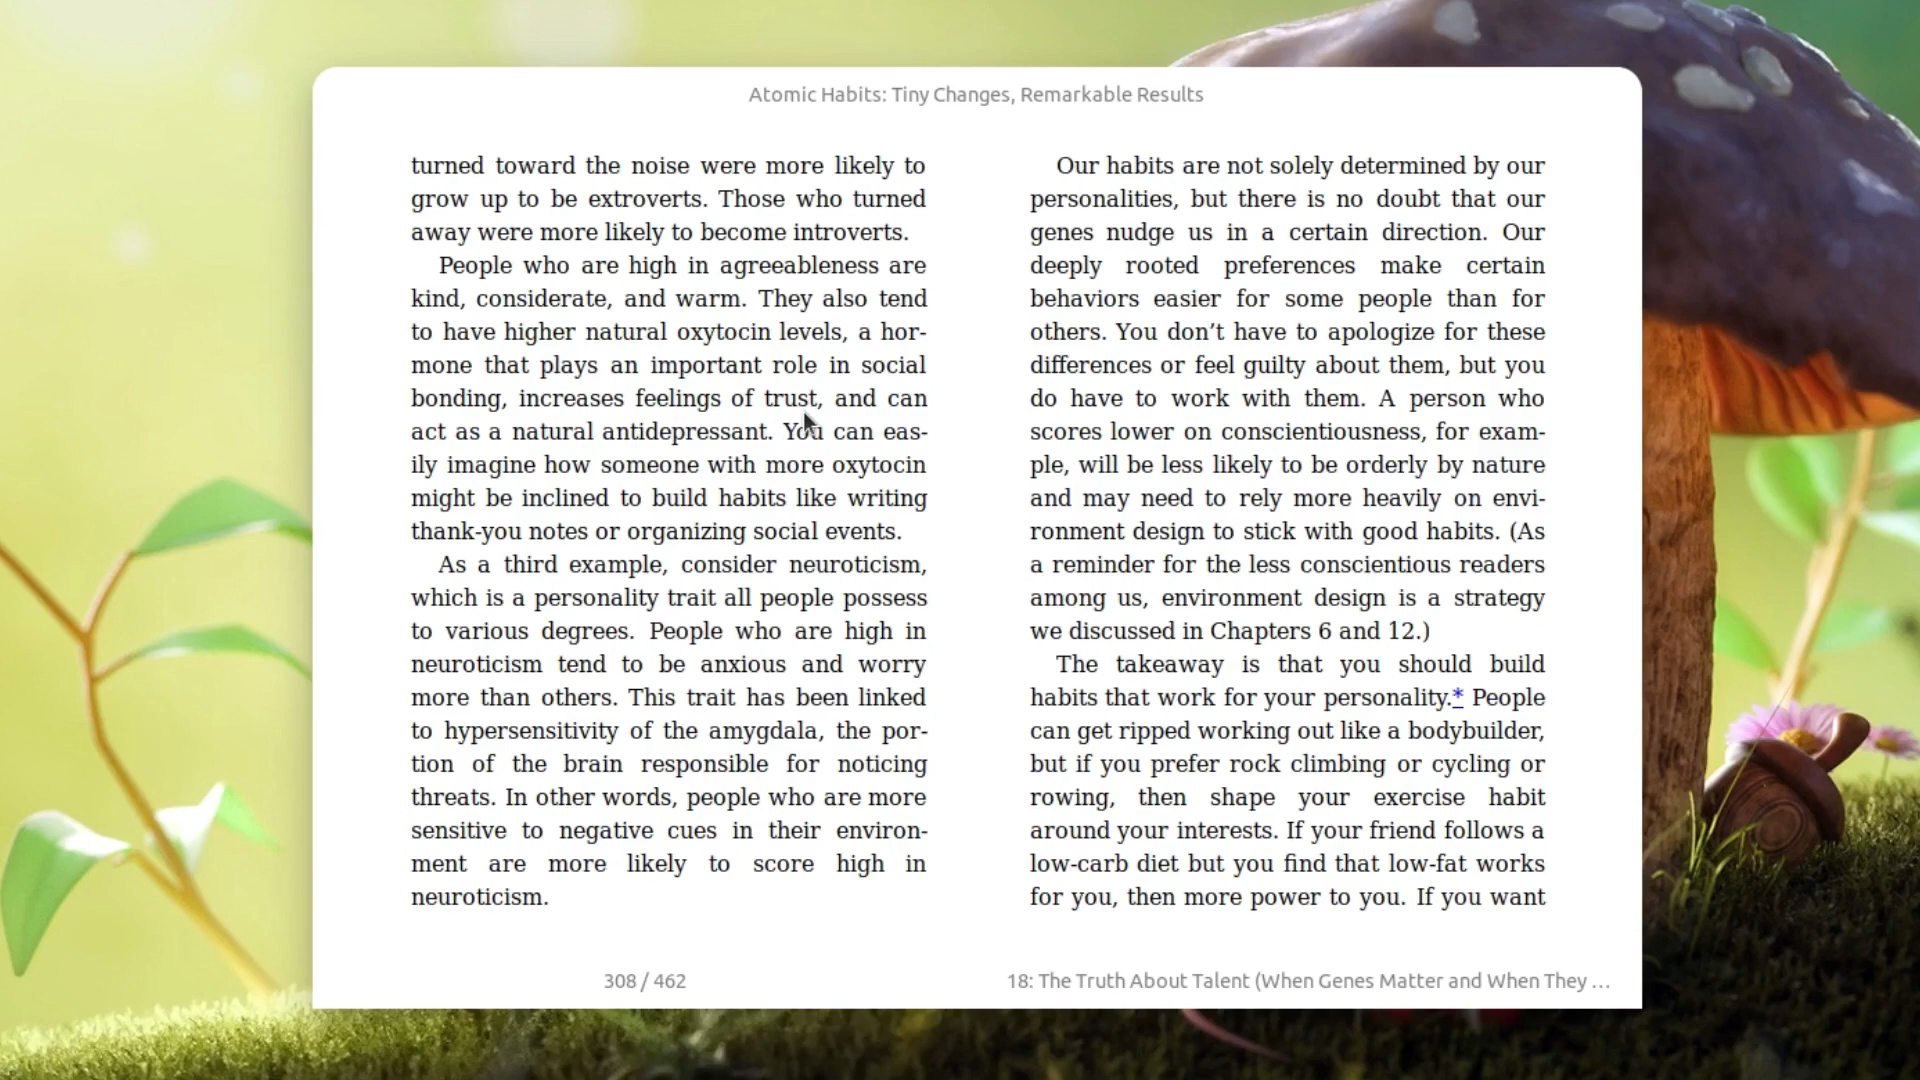 Atomic Habits: Tiny Changes, Remarkable Results
turned toward the noise were more likely to
grow up to be extroverts. Those who turned
away were more likely to become introverts.
People who are high in agreeableness are
kind, considerate, and warm. They also tend
to have higher natural oxytocin levels, a hor-
mone that plays an important role in social
bonding, increases feelings of trust, and can
act as a natural antidepressant. You can eas-
ily imagine how someone with more oxytocin
might be inclined to build habits like writing
thank-you notes or organizing social events.
As a third example, consider neuroticism,
which is a personality trait all people possess
to various degrees. People who are high in
neuroticism tend to be anxious and worry
more than others. This trait has been linked
to hypersensitivity of the amygdala, the por-
tion of the brain responsible for noticing
threats. In other words, people who are more
sensitive to negative cues in their environ-
ment are more likely to score high in
neuroticism.
Our habits are not solely determined by our
personalities, but there is no doubt that our
genes nudge us in a certain direction. Our
deeply rooted preferences make certain
behaviors easier for some people than for
others. You don’t have to apologize for these
differences or feel guilty about them, but you
do have to work with them. A person who
scores lower on conscientiousness, for exam-
ple, will be less likely to be orderly by nature
and may need to rely more heavily on envi-
ronment design to stick with good habits. (As
a reminder for the less conscientious readers
among us, environment design is a strategy
we discussed in Chapters 6 and 12.)
The takeaway is that you should build
habits that work for your personality.* People
can get ripped working out like a bodybuilder,
but if you prefer rock climbing or cycling or
rowing, then shape your exercise habit
around your interests. If your friend follows a
low-carb diet but you find that low-fat works
for you, then more power to you. If you want
308 / 462
18: The Truth About Talent (When Genes Matter and When They …